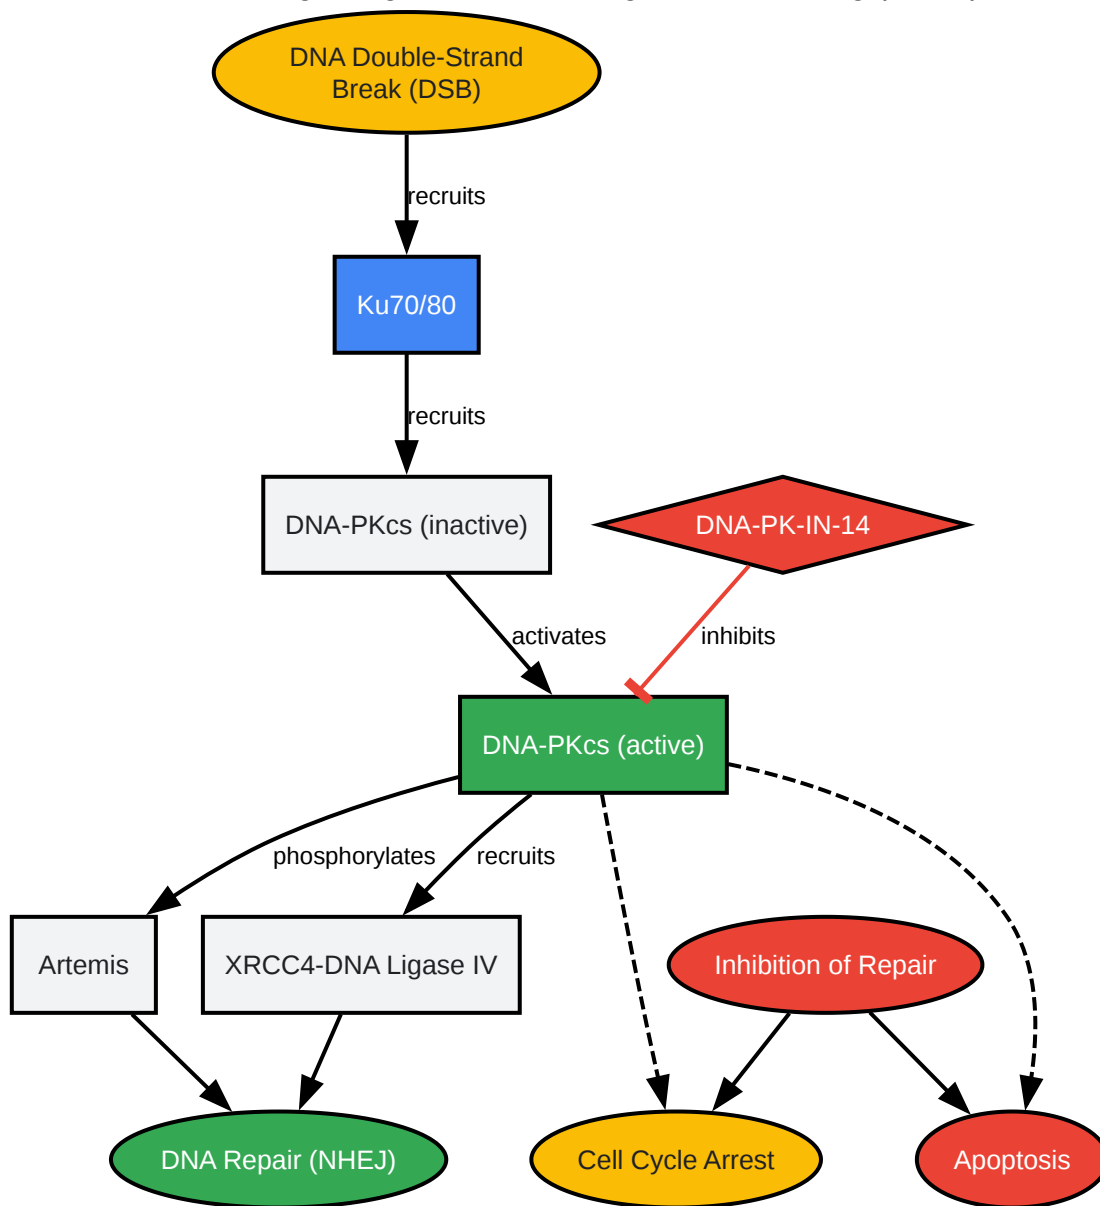 DNA Double-Strand
Break (DSB)
recruits
Ku70/80
recruits
DNA-PKcs (inactive)
DNA-PK-IN-14
activates
inhibits
DNA-PKcs (active)
phosphorylates
recruits
Artemis
XRCC4-DNA Ligase IV
Inhibition of Repair
DNA Repair (NHEJ)
Cell Cycle Arrest
Apoptosis